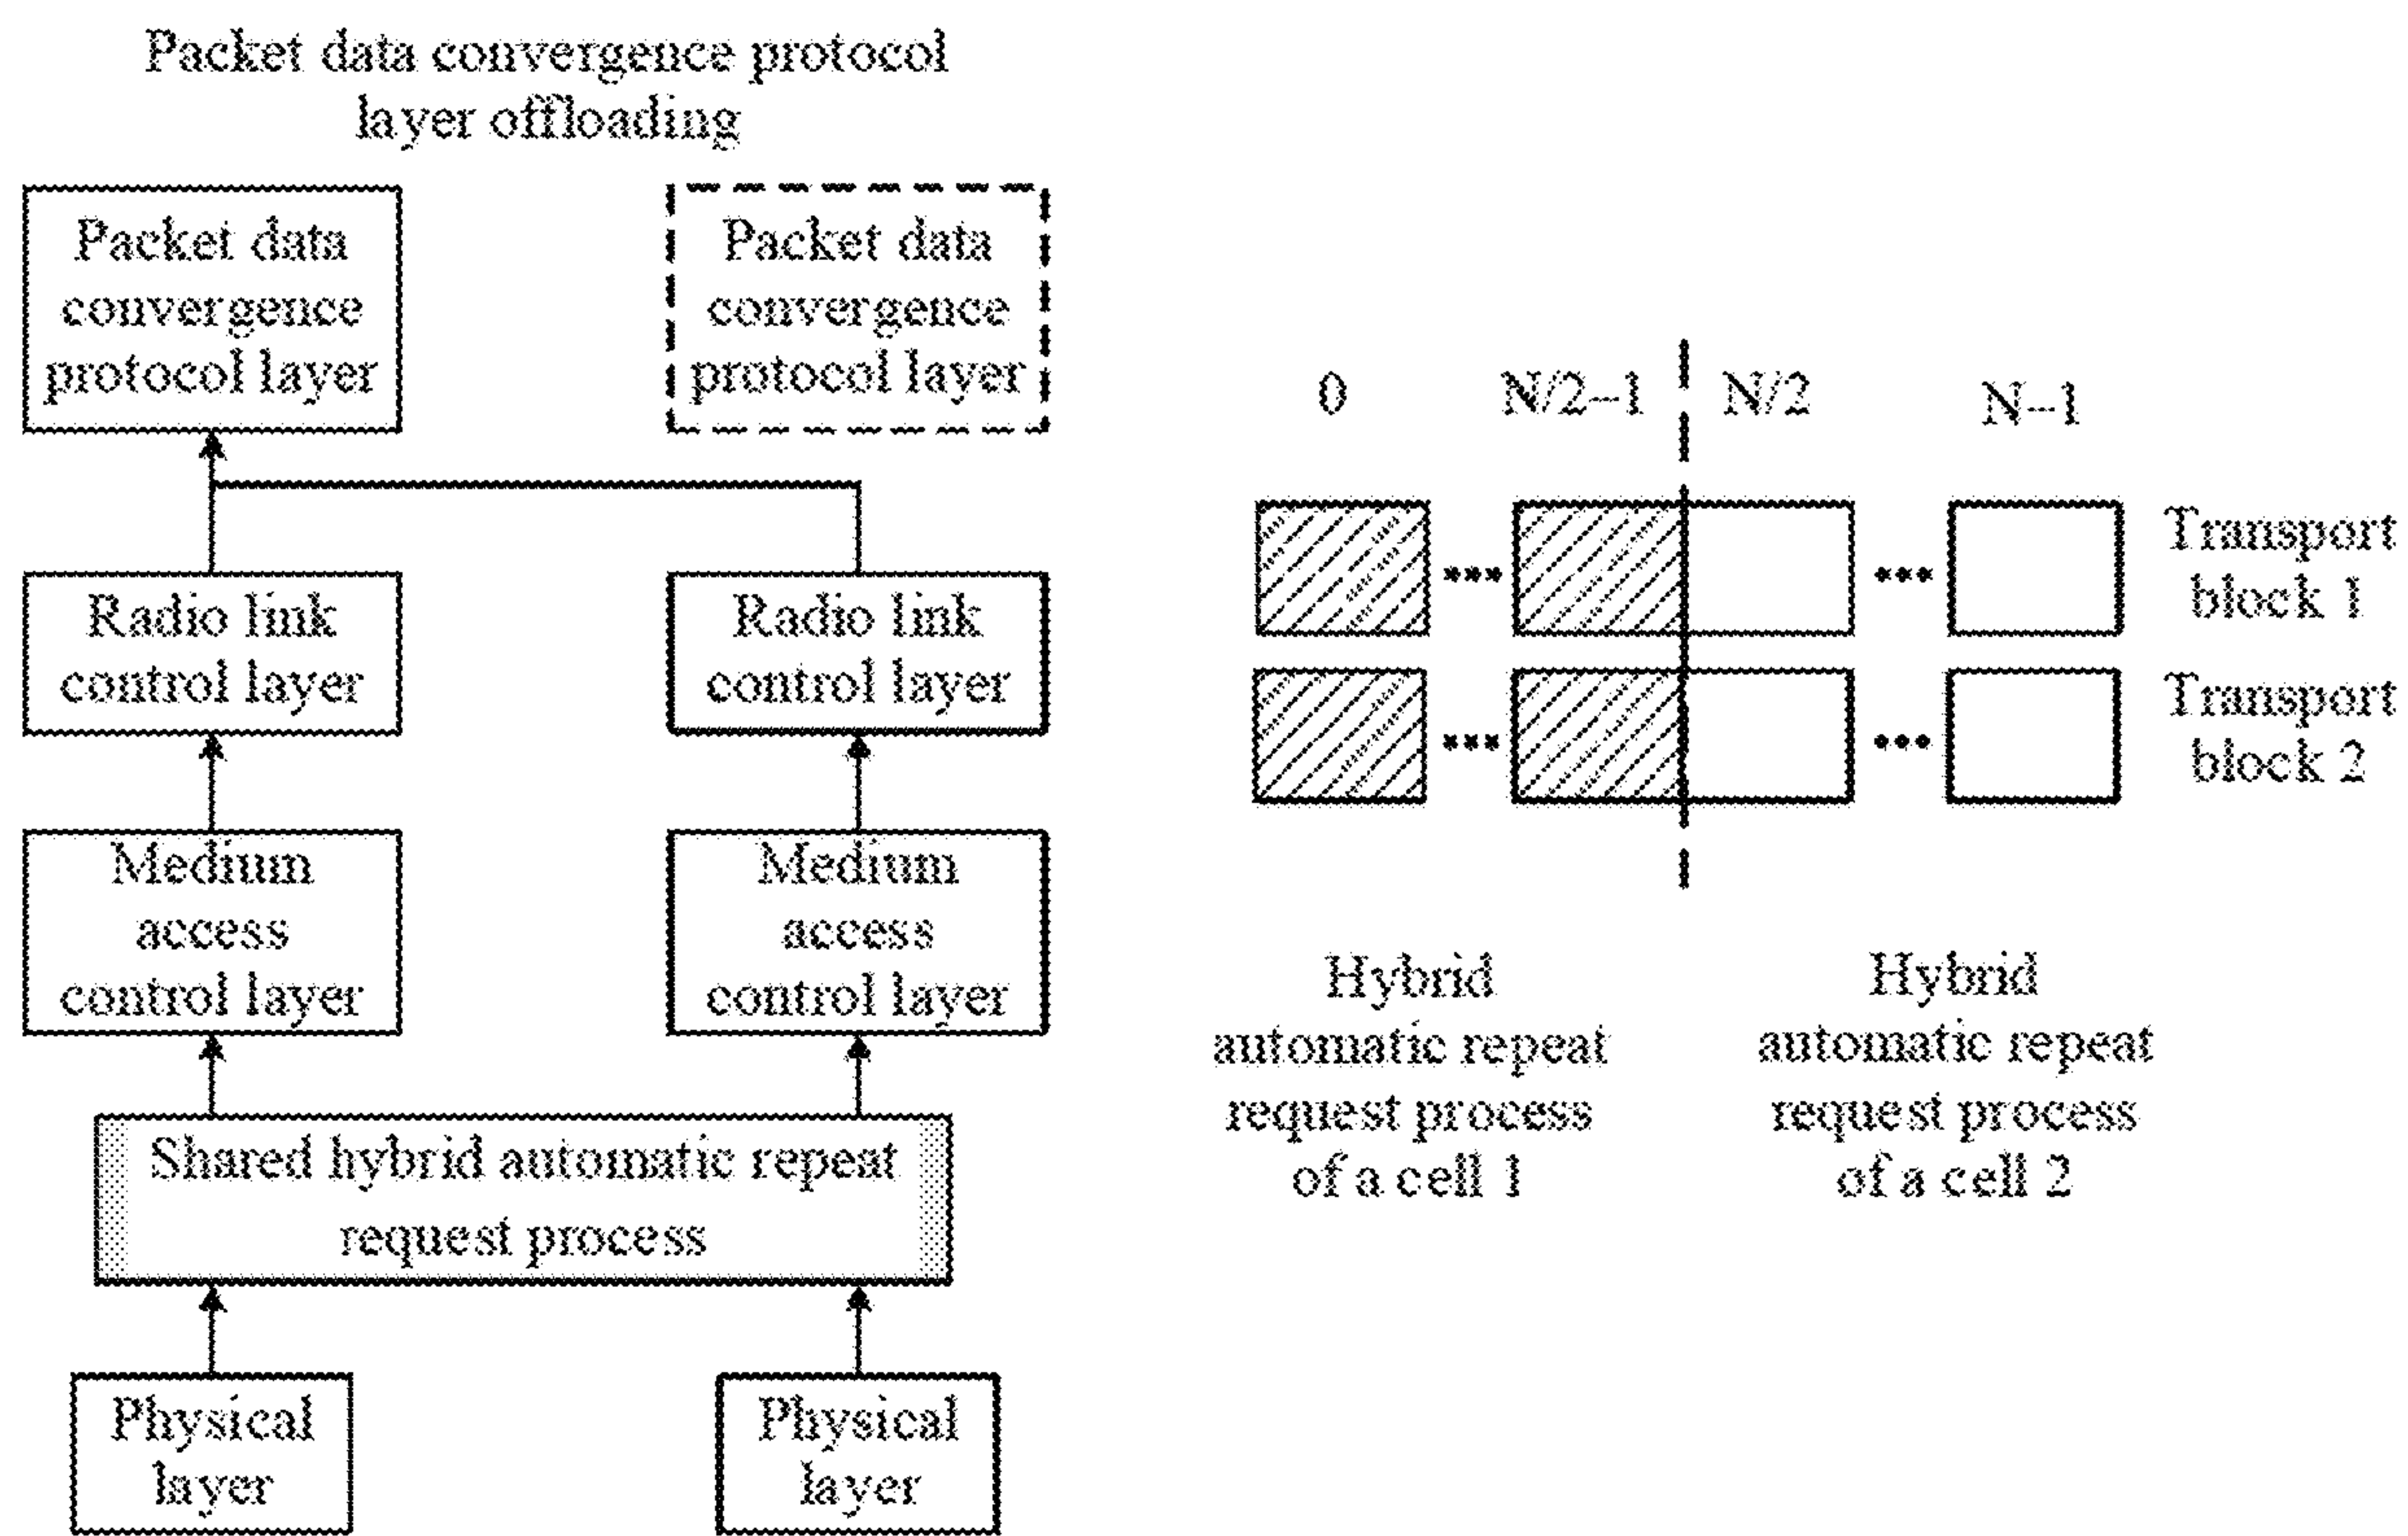 Packet data convergence protocol
layer offloading
Packet data
convergence
protocol layer
Packet data
convergence
protocol layer
Radio link
control layer
Radio link
control layer
Medium
access
control layer
Medium
access
control layer
Shared hybrid automatic repeat
request process
Physical
layer
Physical
layer
0
N/2–1
N/2
N–1
Transport
block 1
Transport
block 2
Hybrid
automatic repeat
request process
of a cell 1
Hybrid
automatic repeat
request process
of a cell 2